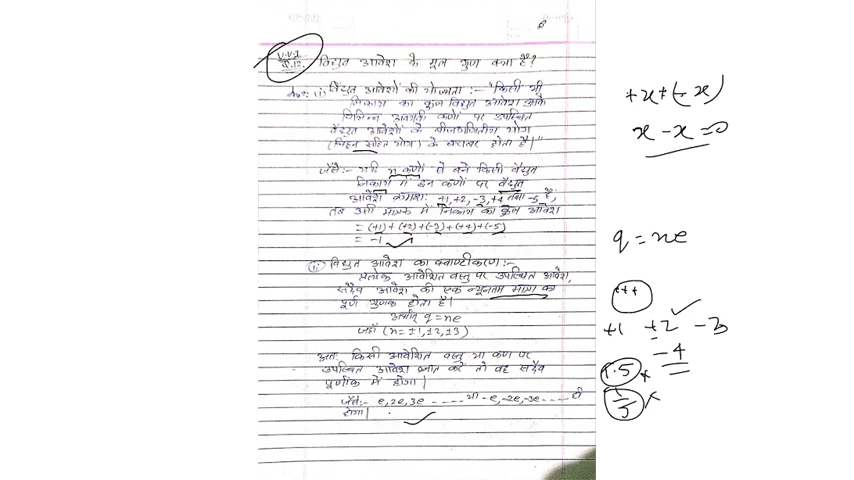 V.V.I
Q.12. विद्युत आवेश के मूल गुण क्या है?
(i) विद्युत आवेशों की योज्यता :- "किसी भी
निकाय का कुल विद्युत आवेश उसके
विभिन्न अवयवी कणों पर उपस्थित
वैद्युत आवेशों के बीजगणितीय योग
(चिह्न सहित योग) के बराबर होता है।"
जैसे:- यदि n कणों से बने किसी वैद्युत
निकाय में इन कणों पर वैद्युत
आवेश क्रमशः +1, +2, -3, +4 तथा -5 है,
तब उसी मात्रक में निकाय का कुल आवेश
= (+1) + (+2) + (-3) + (+4) + (-5)
= -1
(ii) विद्युत आवेश का क्वाण्टीकरण:-
प्रत्येक आवेशित वस्तु पर उपस्थित आवेश,
सदैव आवेश की एक न्यूनतम मात्रा का
पूर्ण गुणक होता है।
अर्थात् q = ne
जहाँ (n = ±1, ±2, ±3)
अतः किसी आवेशित वस्तु या कण पर
उपस्थित आवेश ज्ञात करें तो वह सदैव
पूर्णांक में होगा।
जैसे:- e, 2e, 3e ----- या -e, -2e, -3e ----- ही
होगा।
+x+(-x)
x - x = 0
q = ne
+++
+1 +2 -3
-4
1.5 ×
1/5 ×